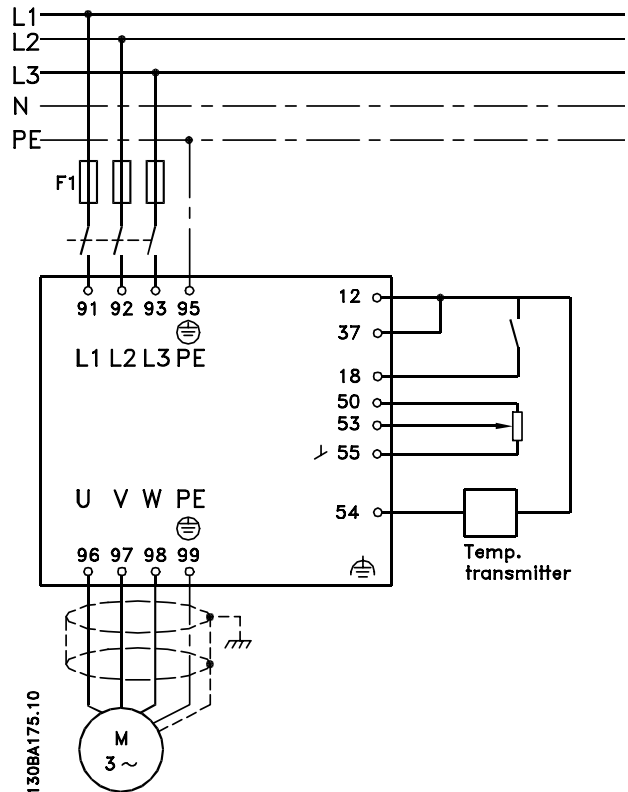 L1
L2
L3
N
PE
F1
91 92 93 95
L1 L2 L3 PE
12
37
18
50
53
55
54
U V W PE
96 97 98 99
Temp.
transmitter
M
3 ~
130BA175.10